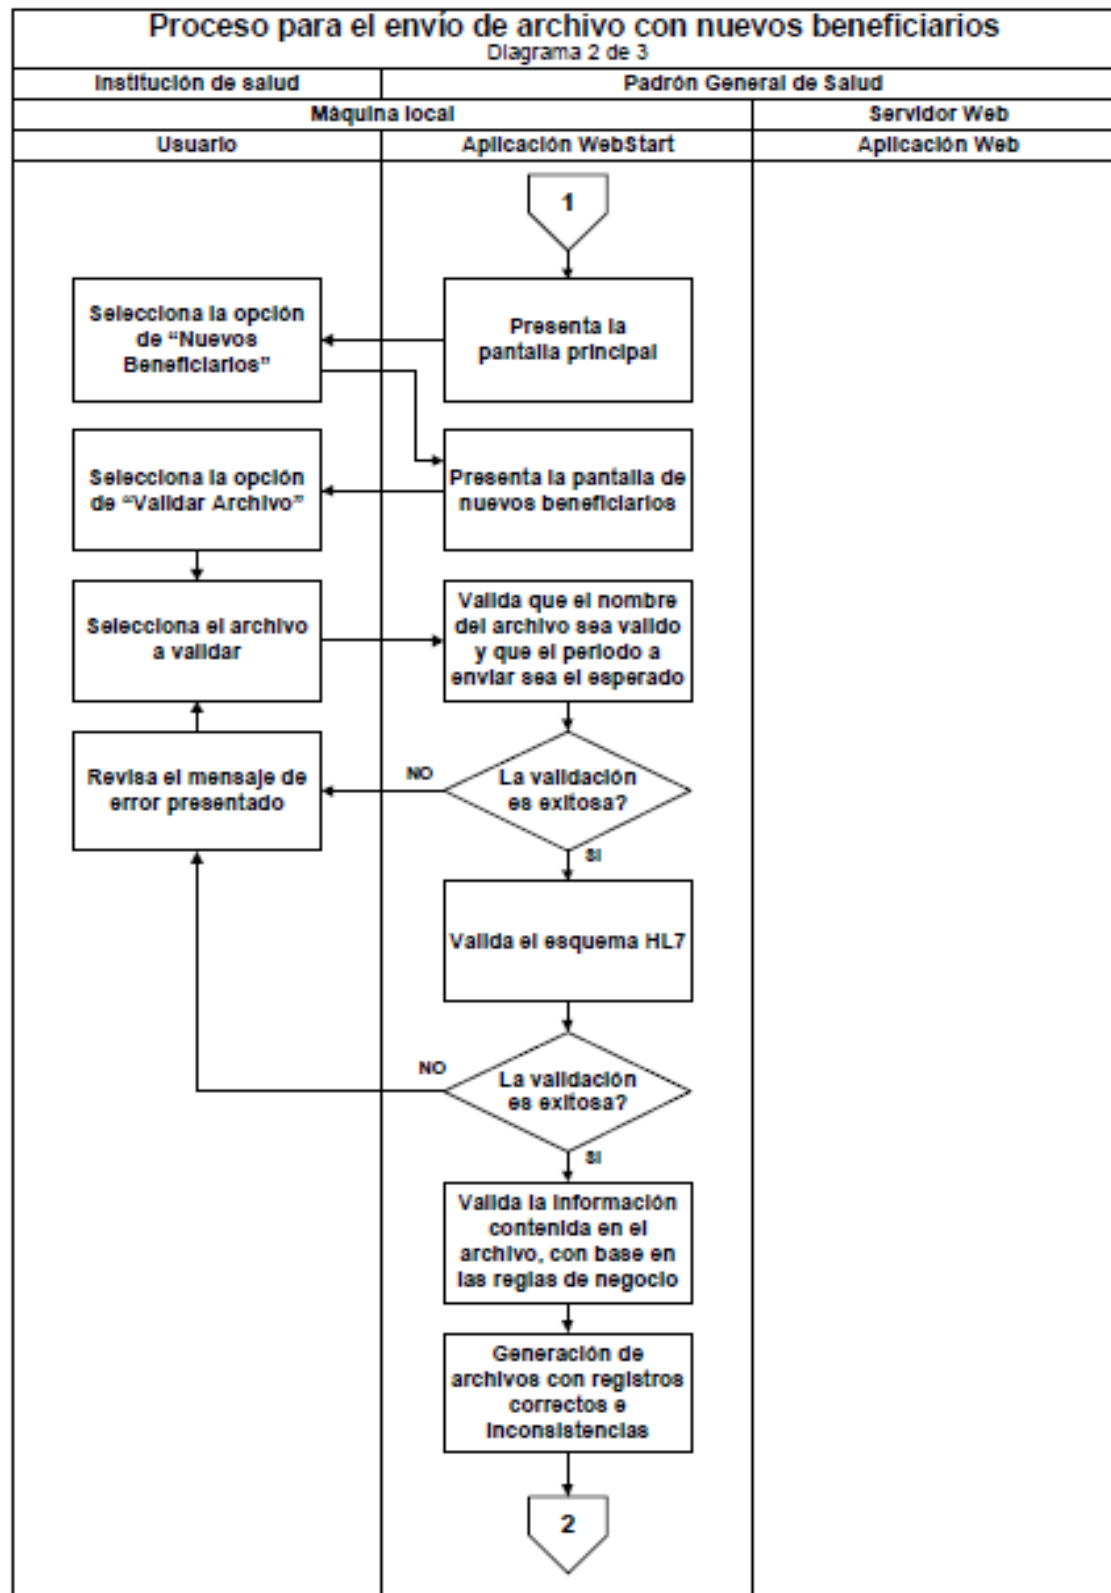 Proceso para el envío de archivo con nuevos beneficiarios
Diagrama 2 de 3
Institución de salud
Padrón General de Salud
Máquina local
Servidor Web
Usuario
Aplicación WebStart
Aplicación Web
1
Selecciona la opción
de “Nuevos
Beneficiarios”
Presenta la
pantalla principal
Selecciona la opción
de “Validar Archivo”
Presenta la pantalla de
nuevos beneficiarios
Selecciona el archivo
a validar
Valida que el nombre
del archivo sea valido
y que el periodo a
enviar sea el esperado
Revisa el mensaje de
error presentado
NO
La validación
es exitosa?
SI
Valida el esquema HL7
NO
La validación
es exitosa?
SI
Valida la información
contenida en el
archivo, con base en
las reglas de negocio
Generación de
archivos con registros
correctos e
inconsistencias
2